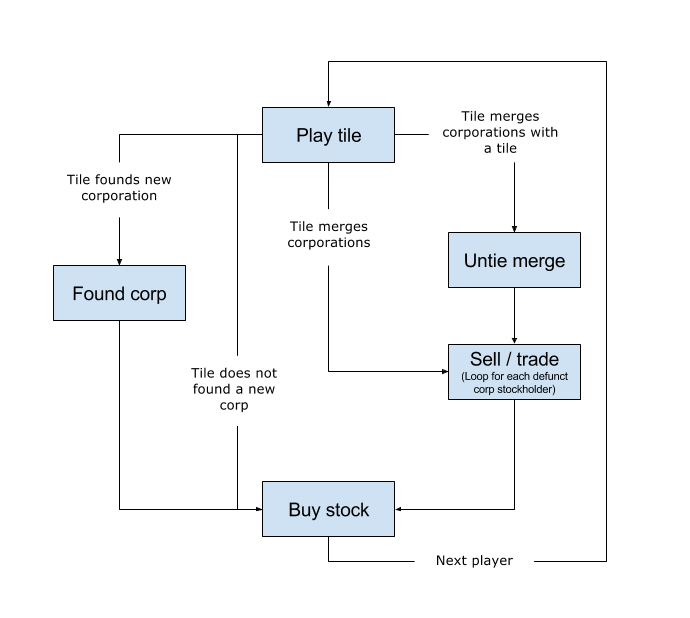 Play tile
Tile merges
corporations with
a tile
Tile founds new
corporation
Tile merges
corporations
Untie merge
Found corp
Sell / trade
(Loop for each defunct
corp stockholder)
Tile does not
found a new
corp
Buy stock
Next player